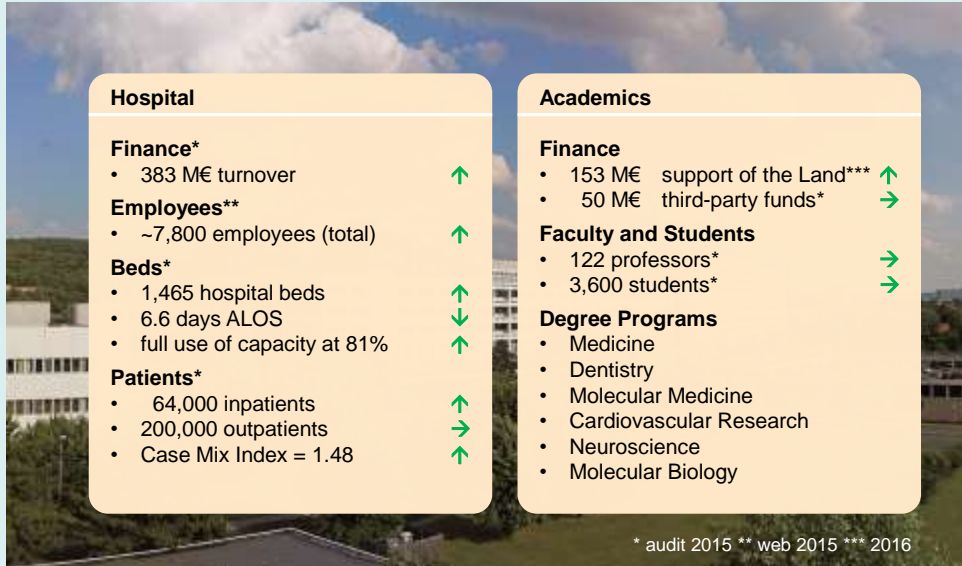 Hospital
Finance*
• 383 M€ turnover ↑
Employees**
• ~7,800 employees (total) ↑
Beds*
• 1,465 hospital beds ↑
• 6.6 days ALOS ↓
• full use of capacity at 81% ↑
Patients*
• 64,000 inpatients ↑
• 200,000 outpatients →
• Case Mix Index = 1.48 ↑
Academics
Finance
• 153 M€ support of the Land*** ↑
• 50 M€ third-party funds* →
Faculty and Students
• 122 professors* →
• 3,600 students* →
Degree Programs
• Medicine
• Dentistry
• Molecular Medicine
• Cardiovascular Research
• Neuroscience
• Molecular Biology
* audit 2015 ** web 2015 *** 2016